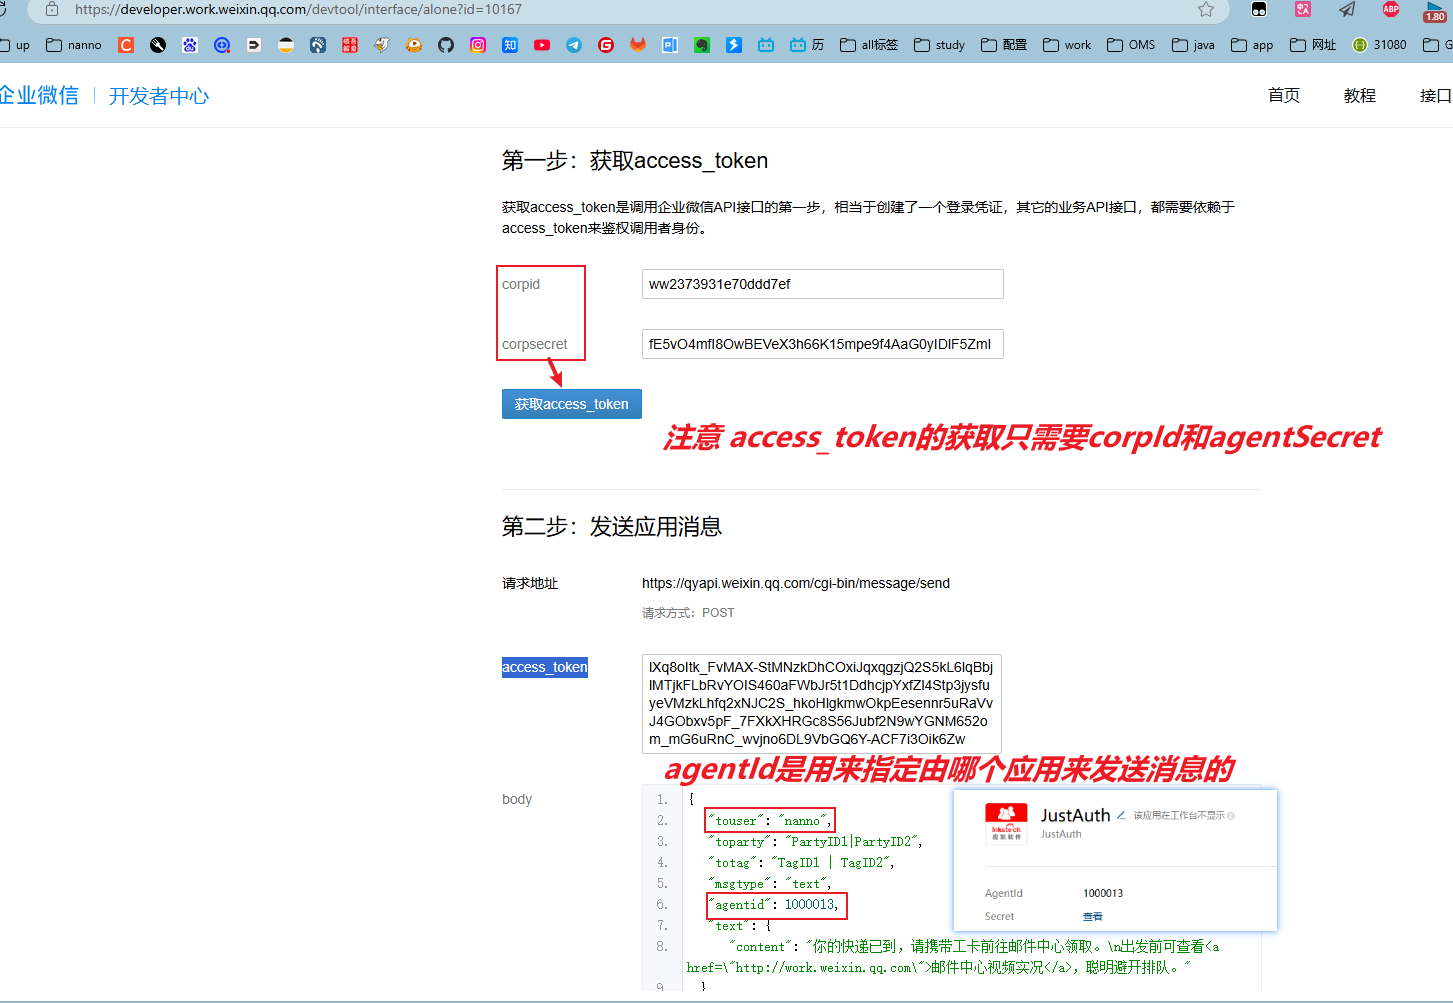 https://developer.work.weixin.qq.com/devtool/interface/alone?id=10167
up nanno 历 all标签 study 配置 work OMS java app 网址 31080
企业微信 | 开发者中心 首页 教程 接口
第一步：获取access_token
获取access_token是调用企业微信API接口的第一步，相当于创建了一个登录凭证，其它的业务API接口，都需要依赖于
access_token来鉴权调用者身份。
corpid ww2373931e70ddd7ef
corpsecret fE5vO4mfI8OwBEVeX3h66K15mpe9f4AaG0yIDlF5ZmI
获取access_token
注意 access_token的获取只需要corpId和agentSecret
第二步：发送应用消息
请求地址 https://qyapi.weixin.qq.com/cgi-bin/message/send
请求方式：POST
access_token
lXq8oItk_FvMAX-StMNzkDhCOxiJqxqgzjQ2S5kL6IqBbj
IMTjkFLbRvYOIS460aFWbJr5t1DdhcjpYxfZI4Stp3jysfu
yeVMzkLhfq2xNJC2S_hkoHlgkmwOkpEesennr5uRaVv
J4GObxv5pF_7FXkXHRGc8S56Jubf2N9wYGNM652o
m_mG6uRnC_wvjno6DL9VbGQ6Y-ACF7i3Oik6Zw
agentId是用来指定由哪个应用来发送消息的
body
1. {
2. "touser": "nanno",
3. "toparty": "PartyID1|PartyID2",
4. "totag": "TagID1 | TagID2",
5. "msgtype": "text",
6. "agentid": 1000013,
7. "text": {
8. "content": "你的快递已到，请携带工卡前往邮件中心领取。\n出发前可查看<a
href=\"http://work.weixin.qq.com\">邮件中心视频实况</a>，聪明避开排队。"
9. }
JustAuth 该应用在工作台不显示
JustAuth
AgentId 1000013
Secret 查看